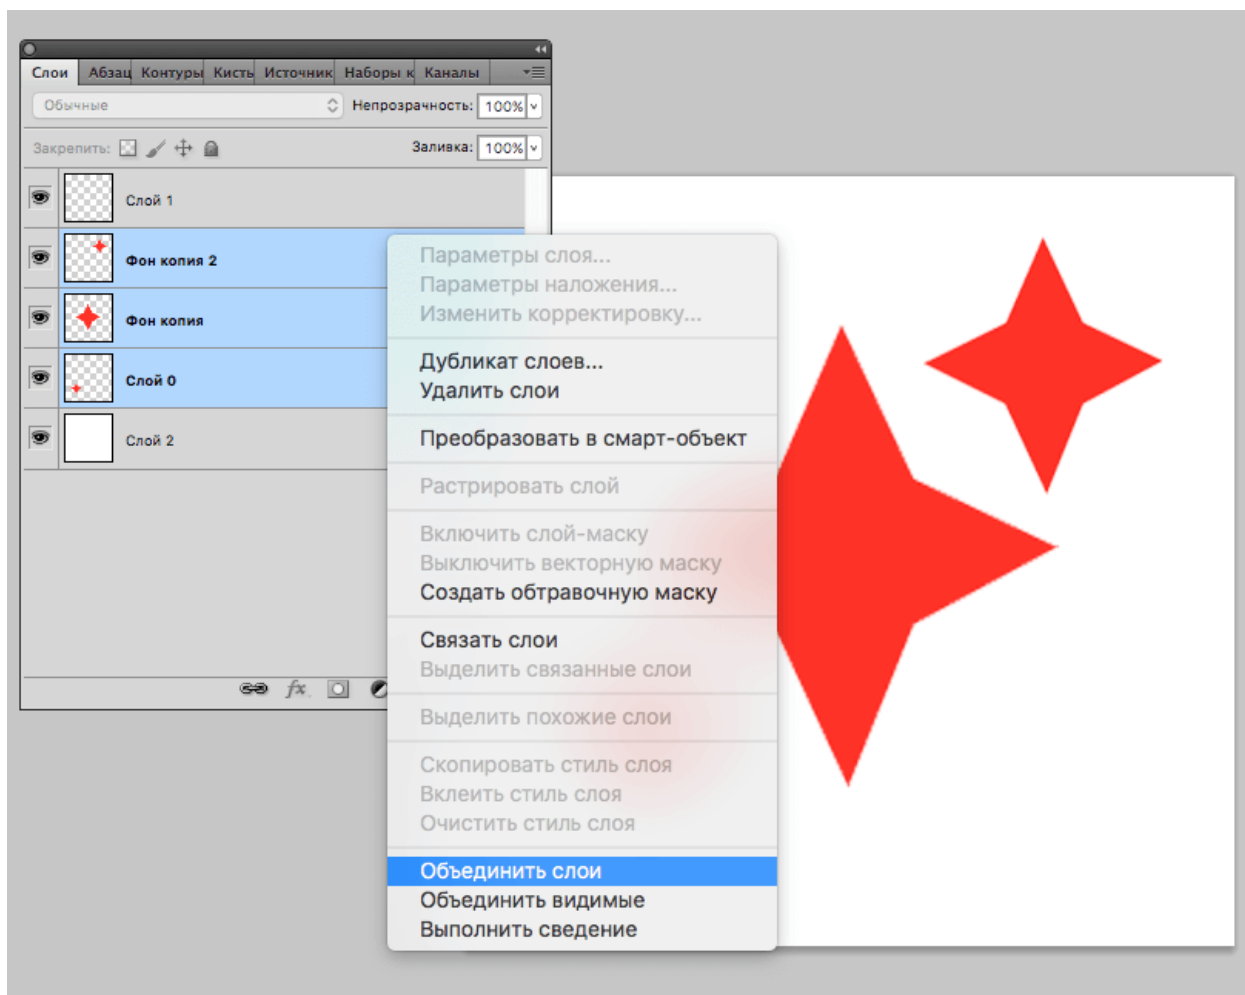 Слои Абзац Контуры Кисть Источник Наборы к Каналы
Обычные Непрозрачность: 100%
Закрепить: Заливка: 100%
Слой 1
Фон копия 2
Фон копия
Слой 0
Слой 2
fx
Параметры слоя...
Параметры наложения...
Изменить корректировку...
Дубликат слоев...
Удалить слои
Преобразовать в смарт-объект
Растрировать слой
Включить слой-маску
Выключить векторную маску
Создать обтравочную маску
Связать слои
Выделить связанные слои
Выделить похожие слои
Скопировать стиль слоя
Вклеить стиль слоя
Очистить стиль слоя
Объединить слои
Объединить видимые
Выполнить сведение